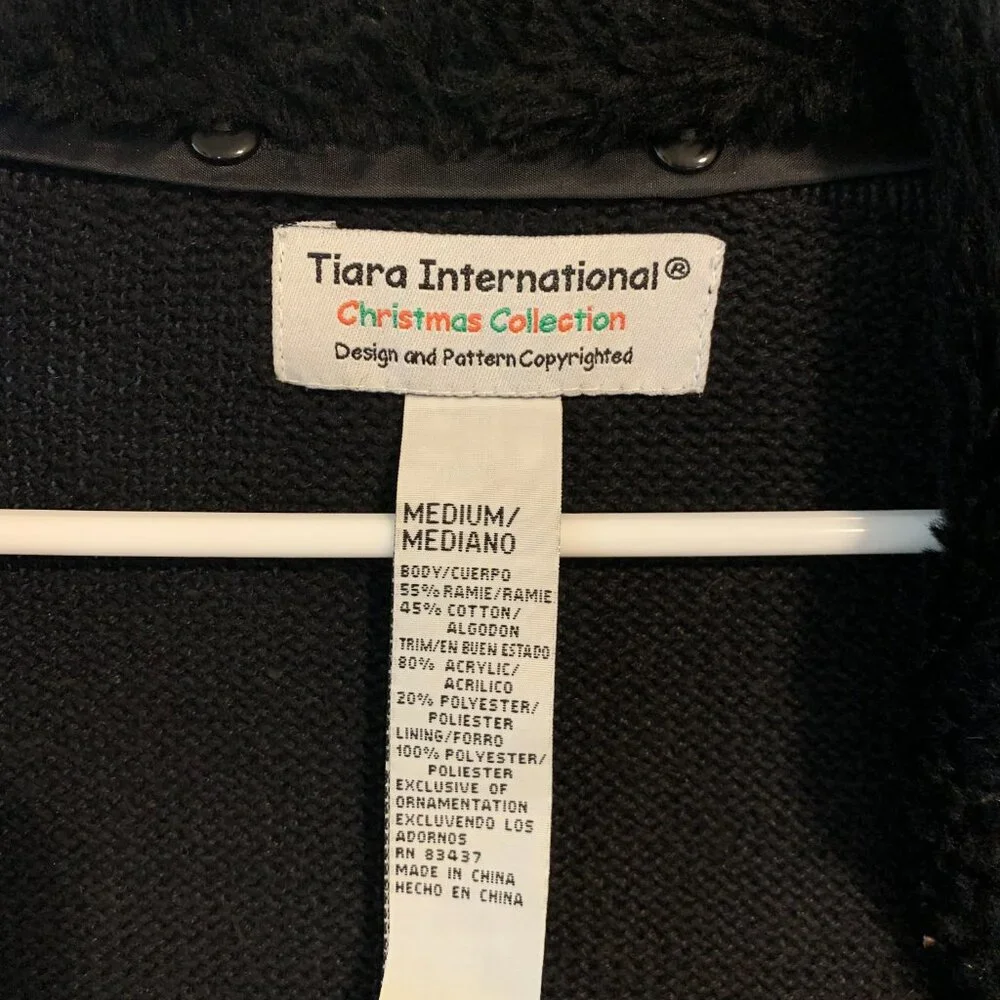 Tiara International®
Christmas Collection
Design and Pattern Copyrighted
MEDIUM/
MEDIANO
BODY/CUERPO
55% RAMIE/RAMIE
45% COTTON/
ALGODON
TRIM/EN BUEN ESTADO
80% ACRYLIC/
ACRILICO
20% POLYESTER/
POLIESTER
LINING/FORRO
100% POLYESTER/
POLIESTER
EXCLUSIVE OF
ORNAMENTATION
EXCLUVENDO LOS
ADORNOS
RN 83437
MADE IN CHINA
HECHO EN CHINA